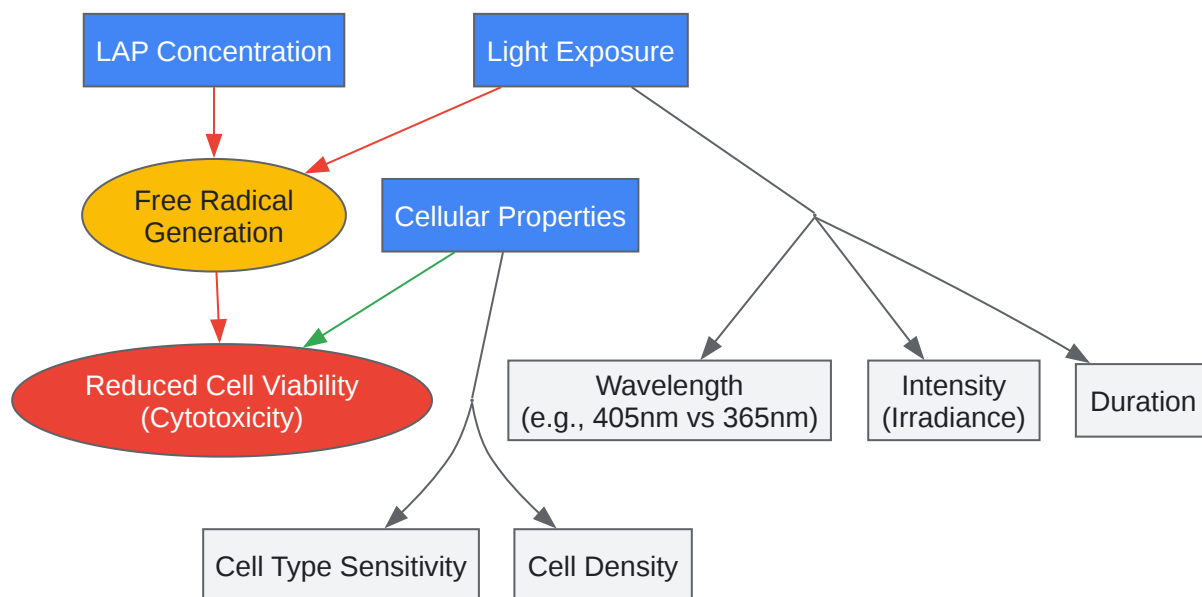 LAP Concentration
Light Exposure
Free Radical
Generation
Cellular Properties
Reduced Cell Viability
(Cytotoxicity)
Wavelength
(e.g., 405nm vs 365nm)
Intensity
(Irradiance)
Duration
Cell Type Sensitivity
Cell Density